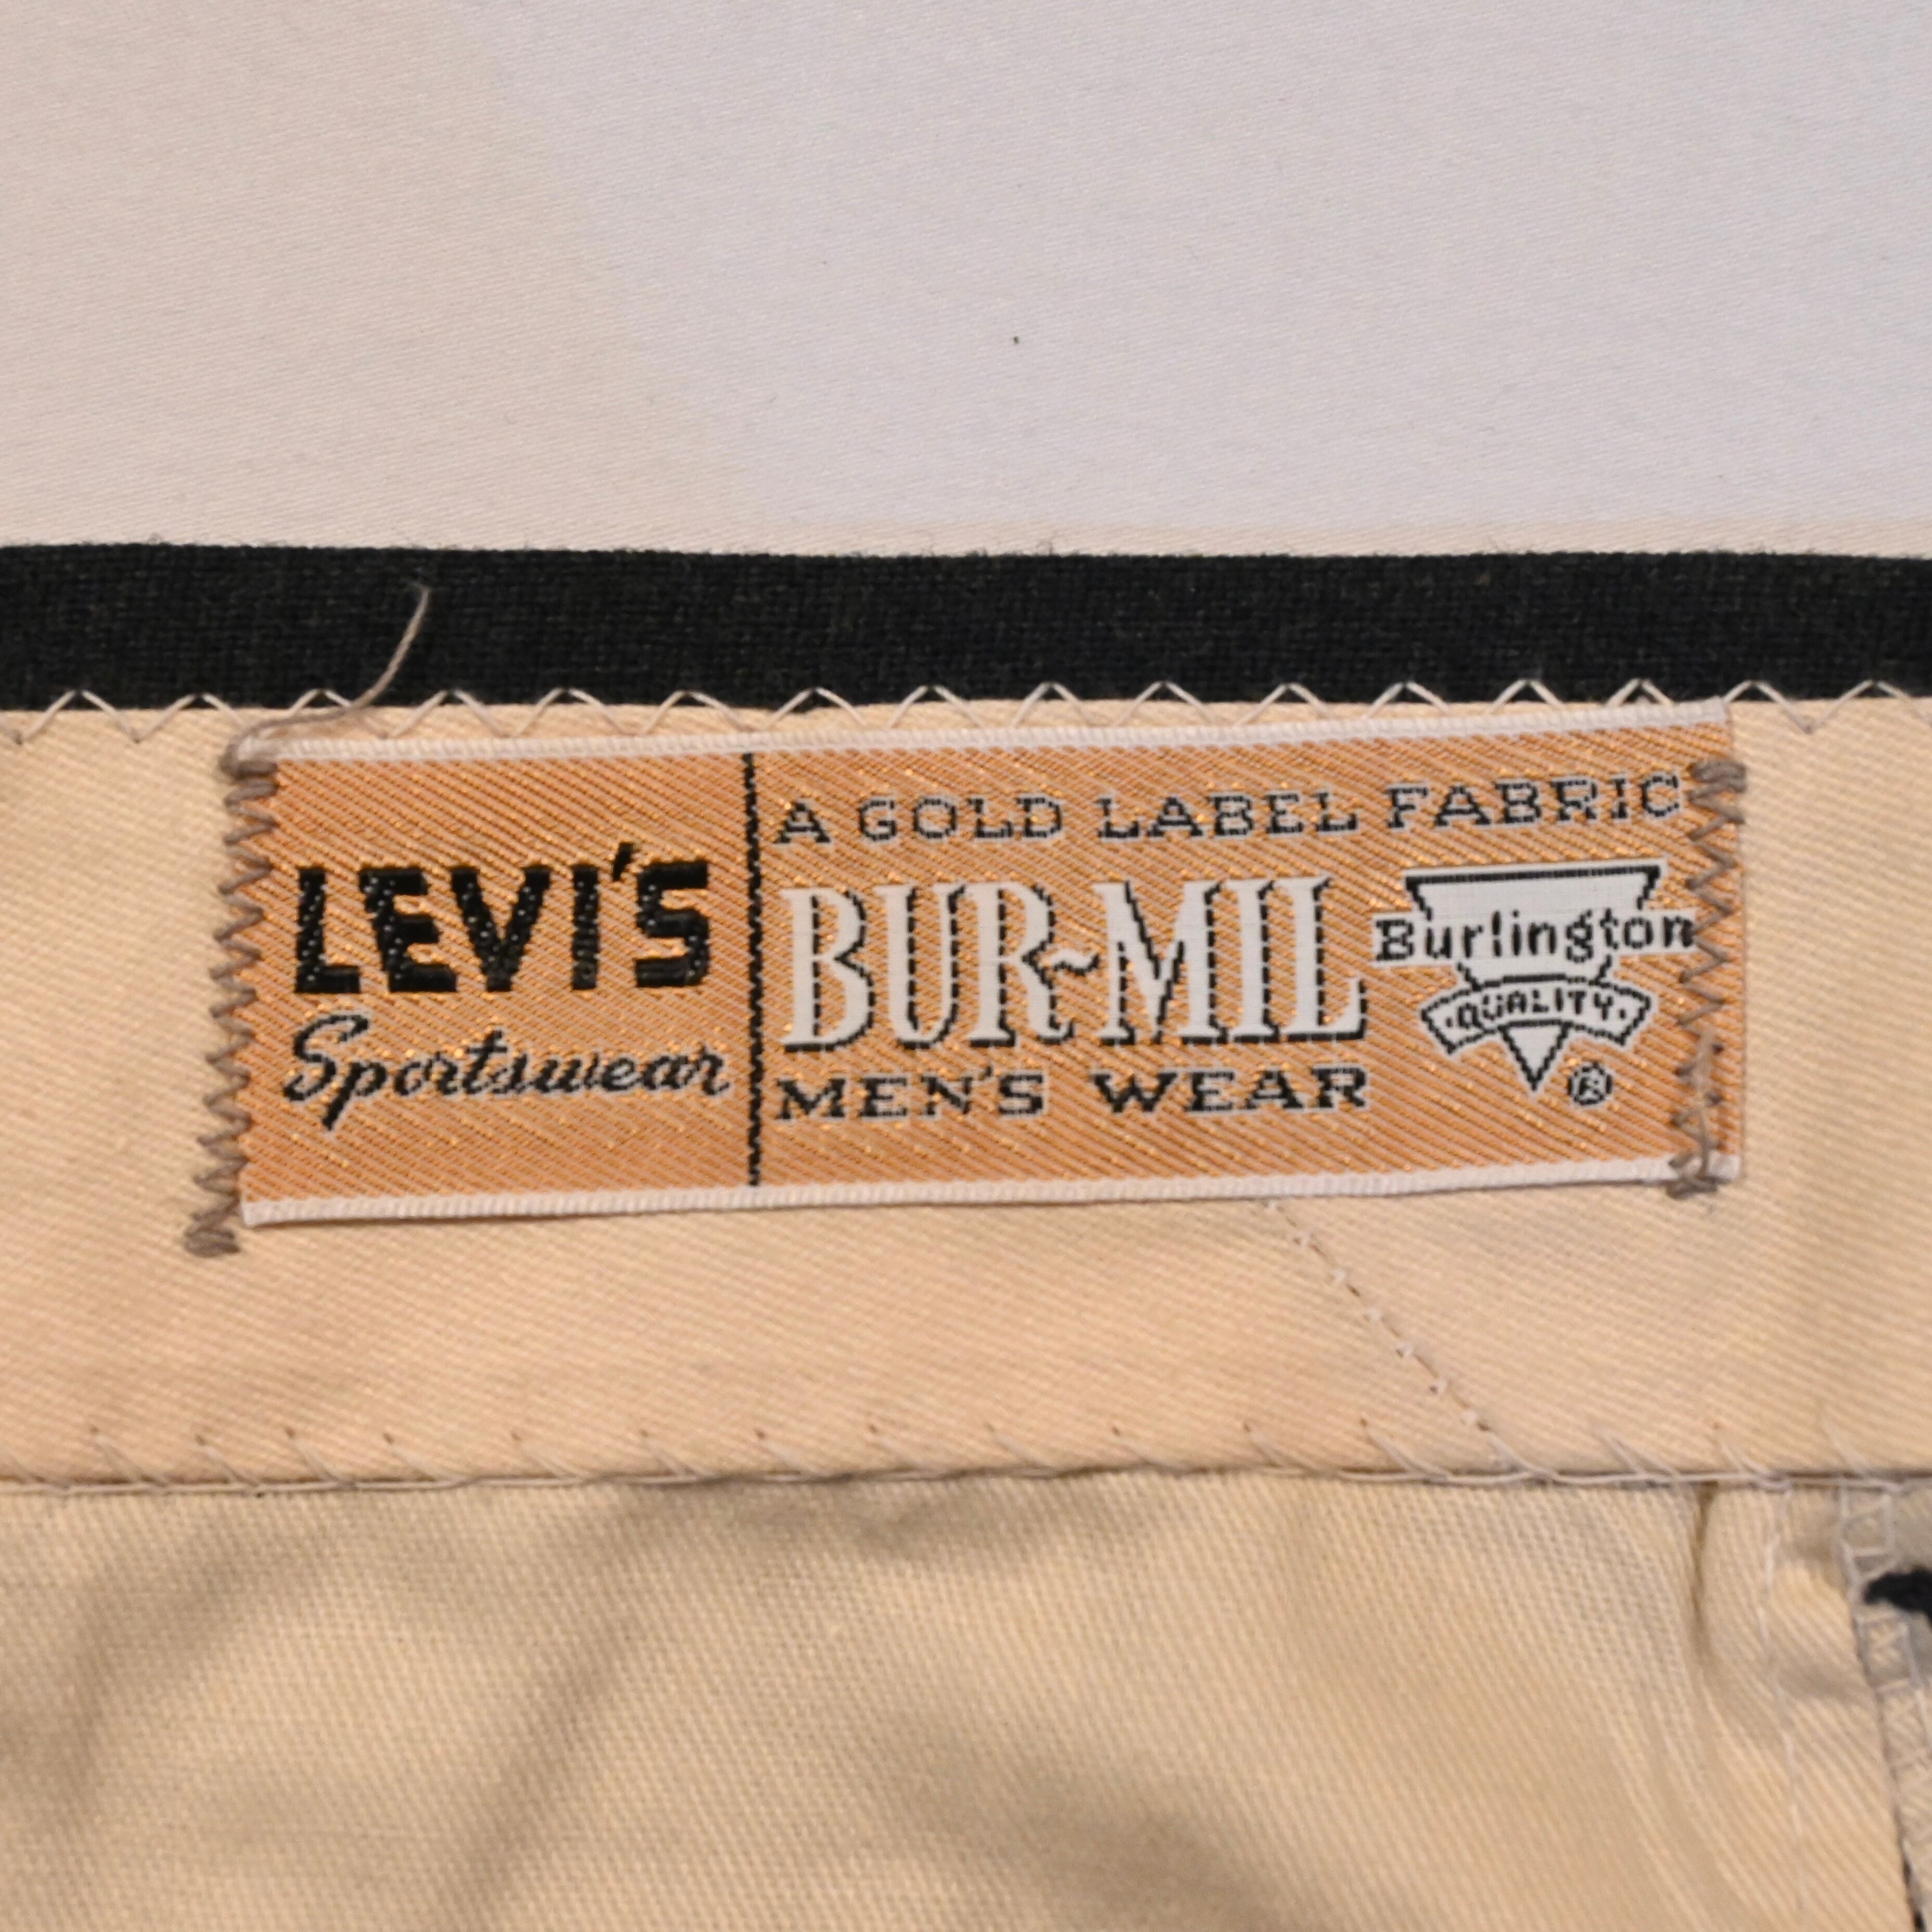 LEVI'S
Sportswear
A GOLD LABEL FABRIC
BUR-MIL
MEN'S WEAR
Burlington
·QUALITY·
®